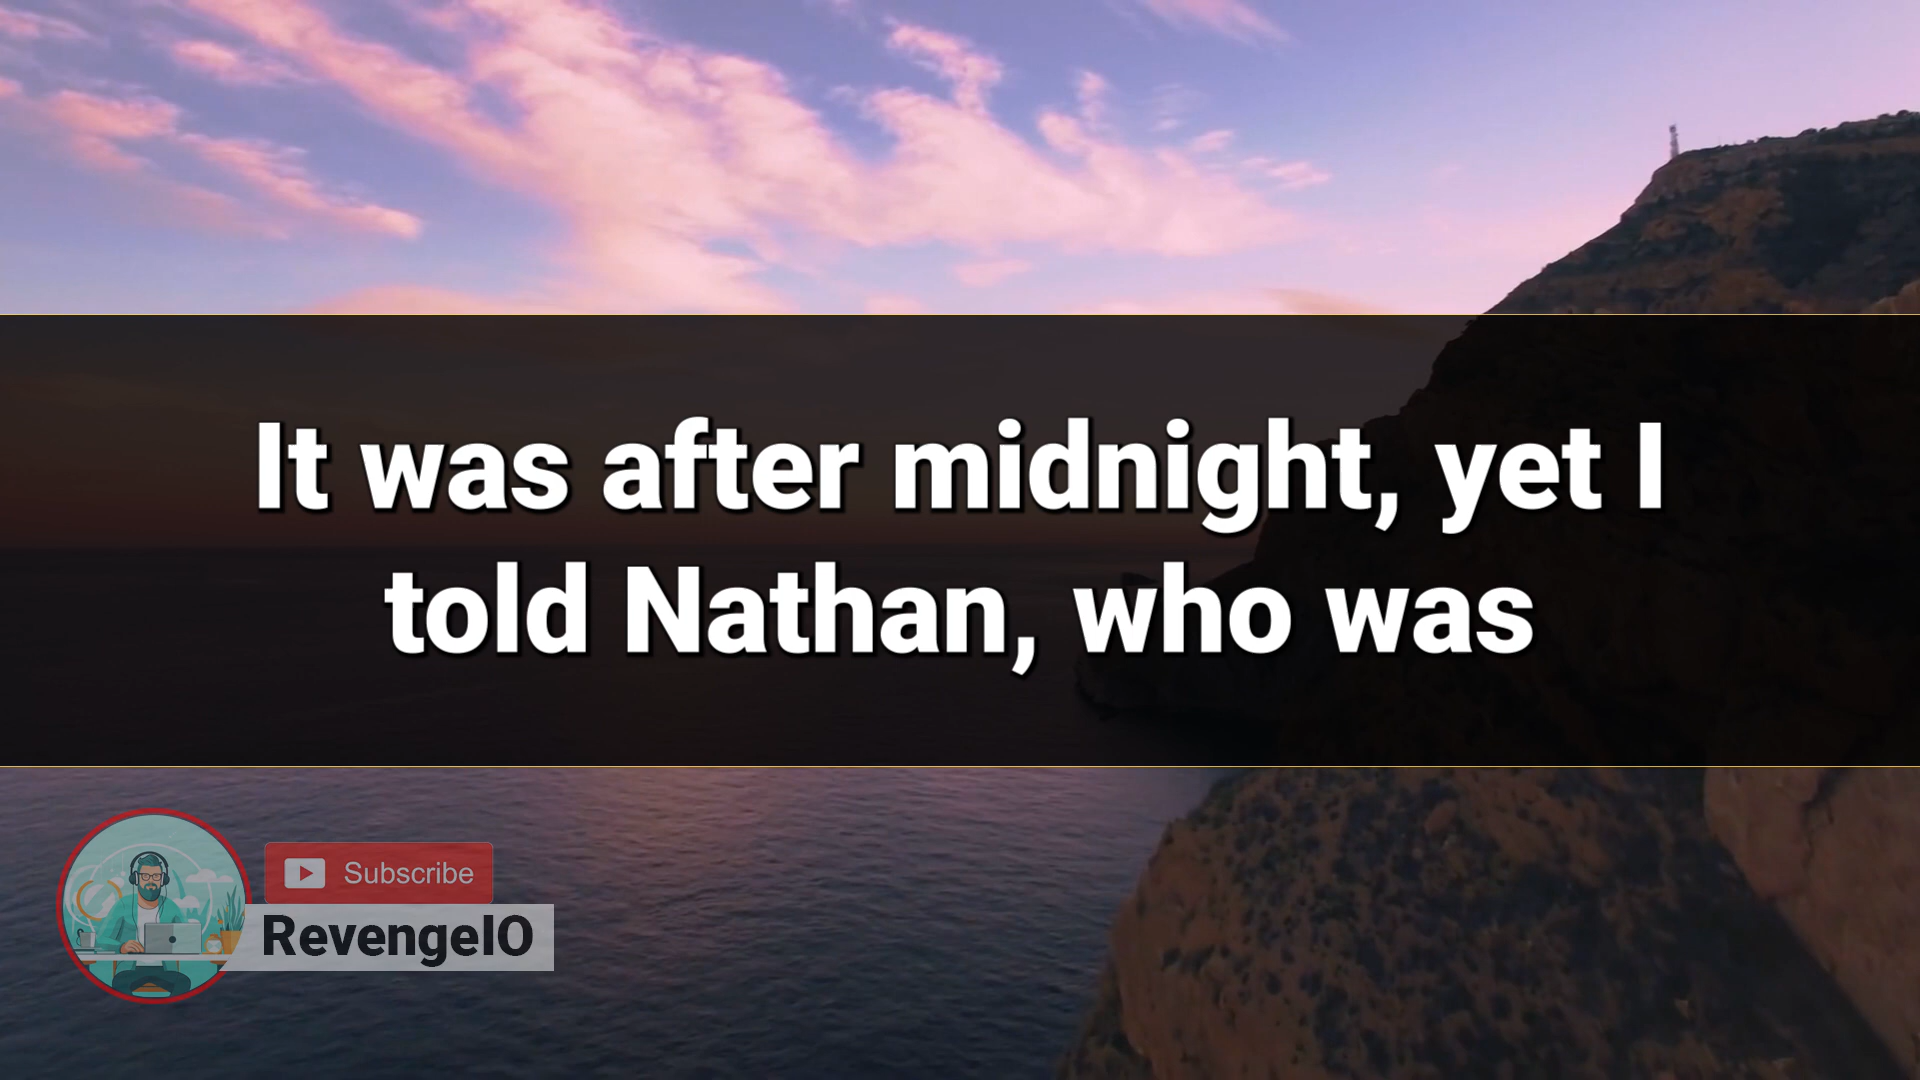 It was after midnight, yet I
told Nathan, who was
Subscribe
RevengeIO